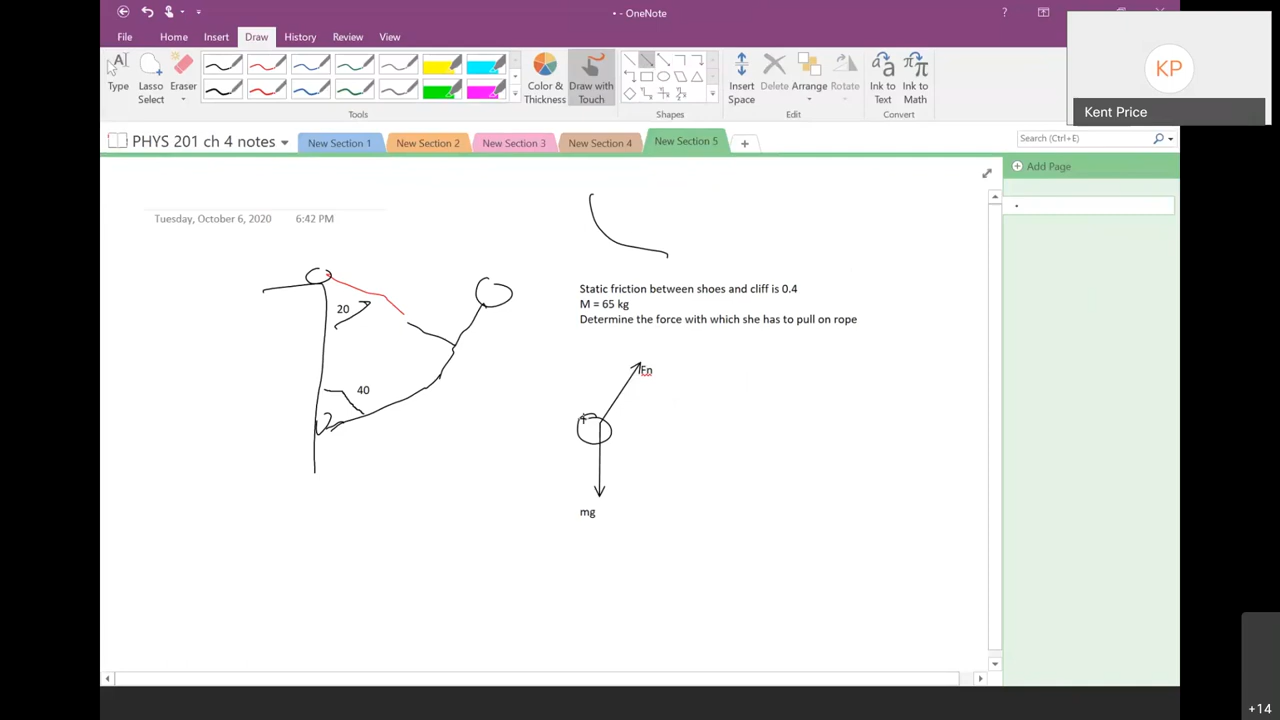 • - OneNote
?
File Home Insert Draw History Review View
Type
Lasso Select
Eraser
Color & Thickness
Draw with Touch
Insert Space
Delete
Arrange
Rotate
Ink to Text
Ink to Math
Tools
Shapes
Edit
Convert
KP
Kent Price
PHYS 201 ch 4 notes
New Section 1
New Section 2
New Section 3
New Section 4
New Section 5
+
Search (Ctrl+E)
Add Page
Tuesday, October 6, 2020 6:42 PM
Static friction between shoes and cliff is 0.4
M = 65 kg
Determine the force with which she has to pull on rope
20
40
Fn
mg
+14